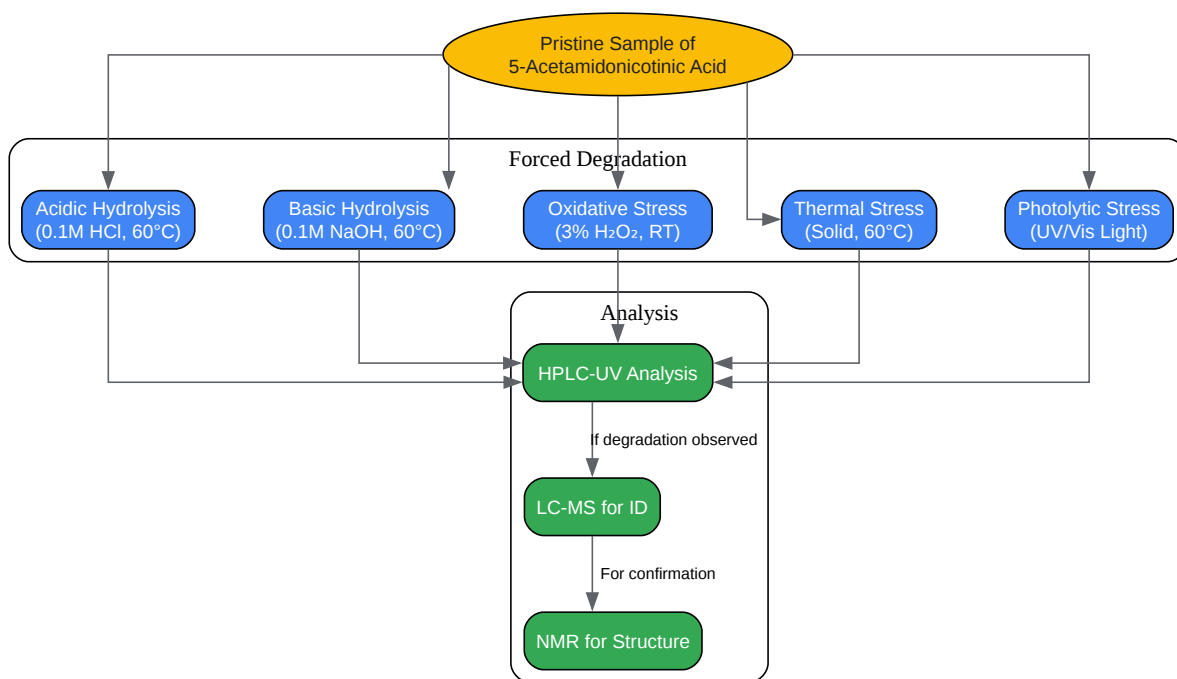 Pristine Sample of
5-Acetamidonicotinic Acid
Forced Degradation
Acidic Hydrolysis
(0.1M HCl, 60°C)
Basic Hydrolysis
(0.1M NaOH, 60°C)
Oxidative Stress
(3% H₂O₂, RT)
Thermal Stress
(Solid, 60°C)
Photolytic Stress
(UV/Vis Light)
Analysis
HPLC-UV Analysis
If degradation observed
LC-MS for ID
For confirmation
NMR for Structure